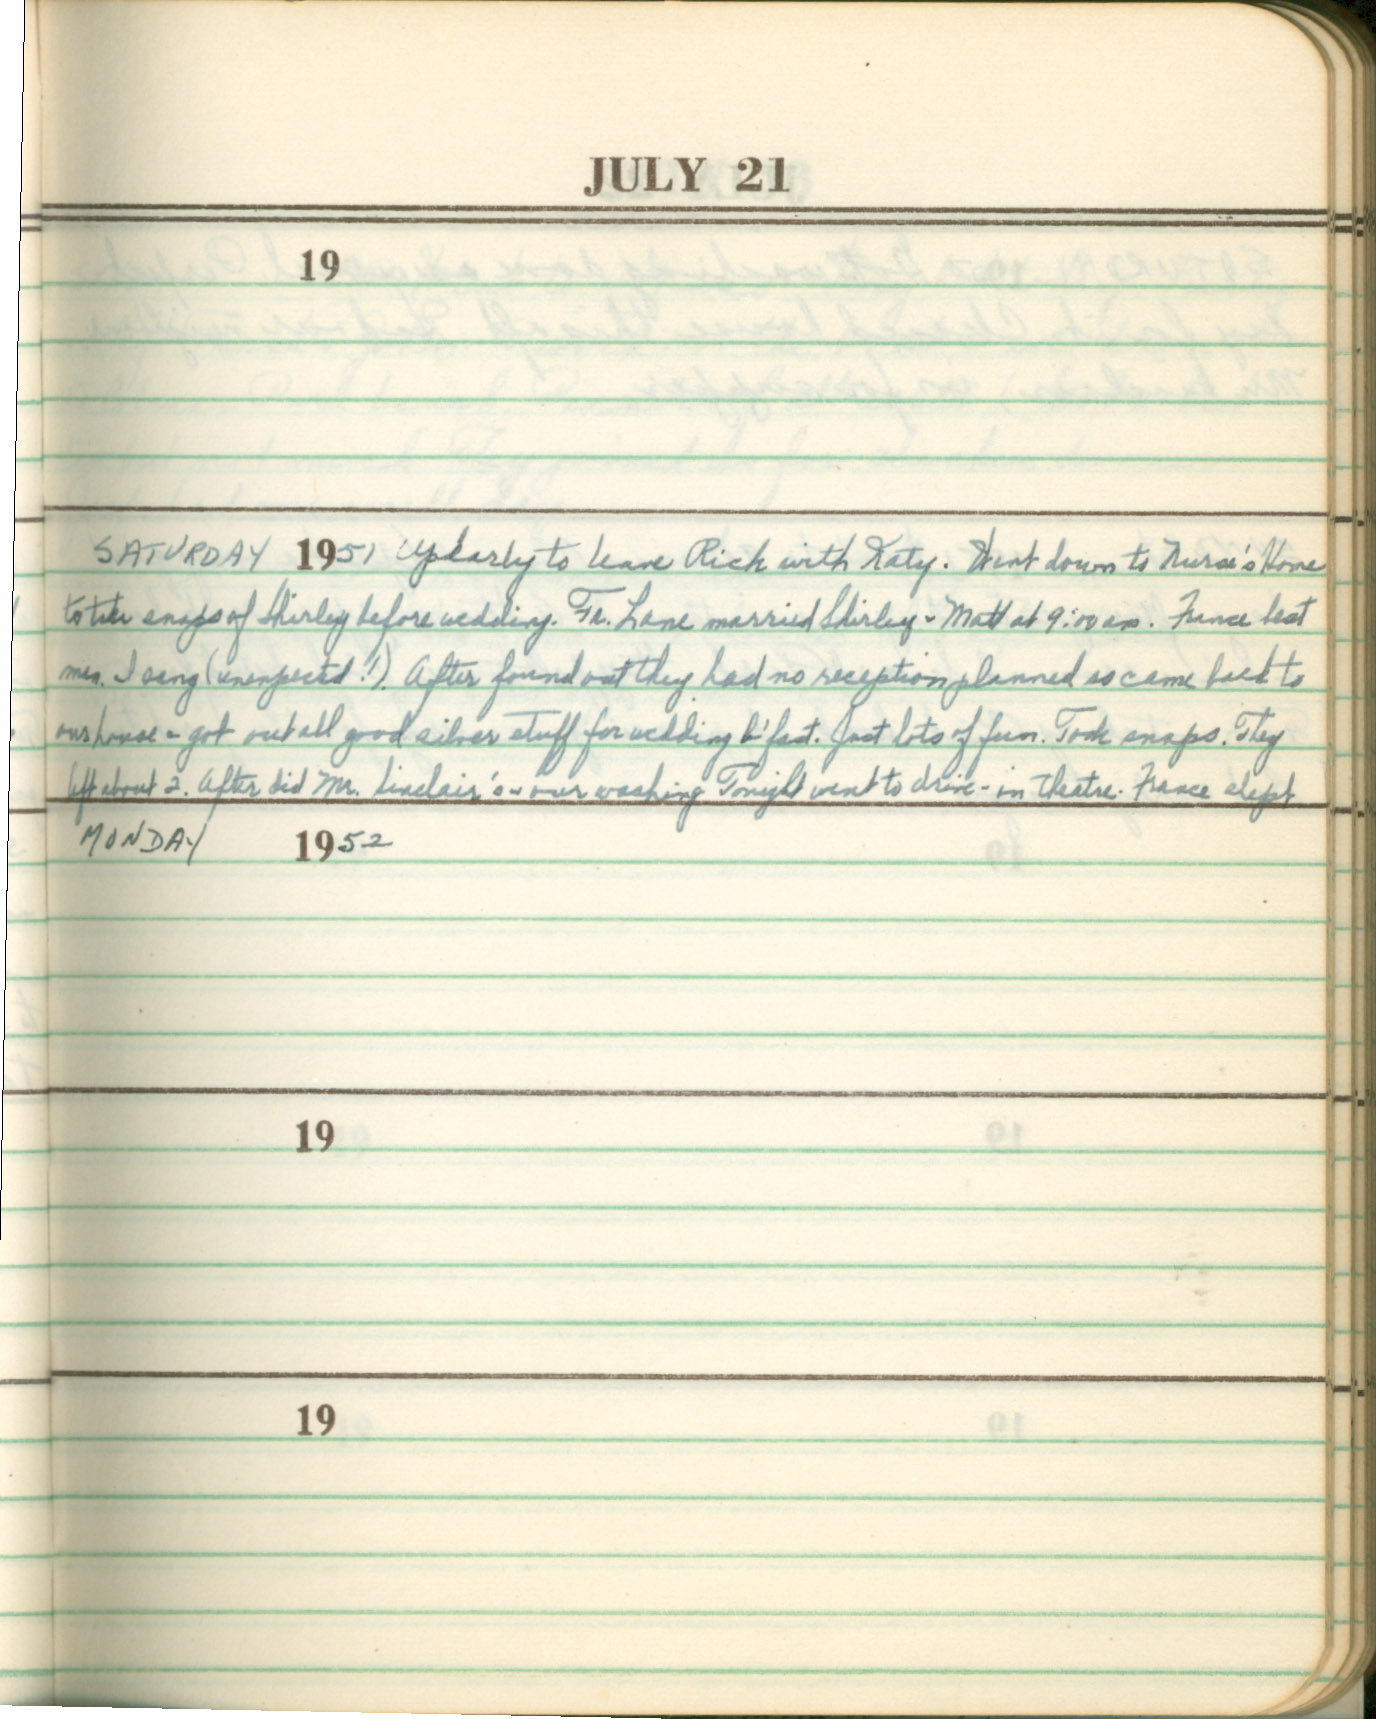 JULY 21
19
SATURDAY 1951 Up early to leave Rick with Katy. Went down to Nurse's Home
to take snaps of Shirley before wedding. Fr. Lane married Shirley - Matt at 9:00 am. France best
man. I sang (unexpected!). After found out they had no reception planned so came back to
our house - got out all good silver stuff for wedding b'fast. Just lots of fun. Took snaps. They
left about 2. After did Mr. Sinclair's - our washing Tonight went to drive-in theatre. France slept
MONDAY 1952
19
19